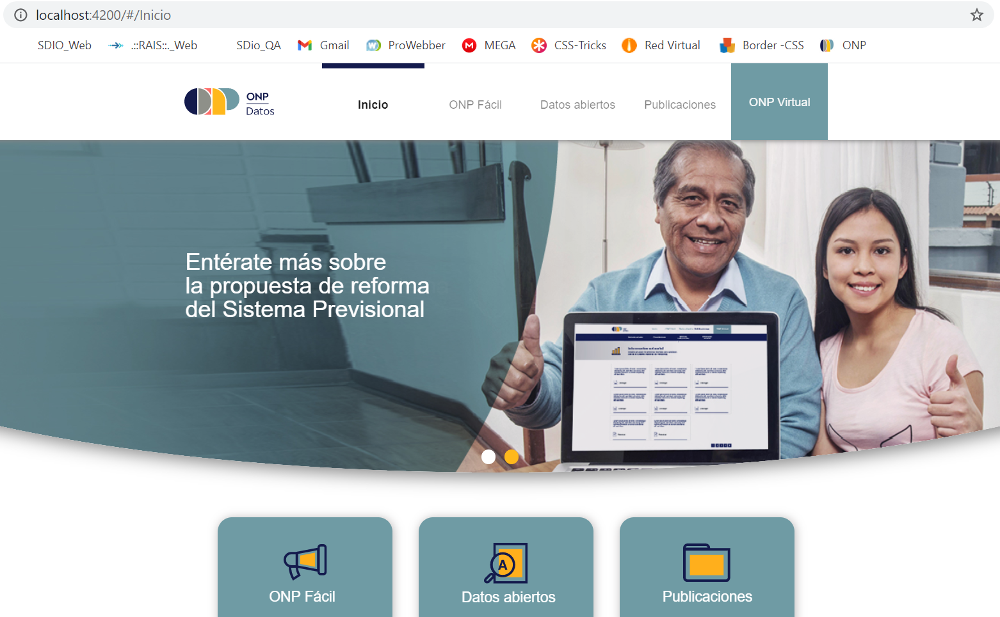 localhost:4200/#/Inicio
SDIO_Web .::RAIS::._Web SDio_QA Gmail ProWebber MEGA CSS-Tricks Red Virtual Border -CSS ONP
ONP
Datos
Inicio ONP Fácil Datos abiertos Publicaciones ONP Virtual
Entérate más sobre
la propuesta de reforma
del Sistema Previsional
A
ONP Fácil Datos abiertos Publicaciones